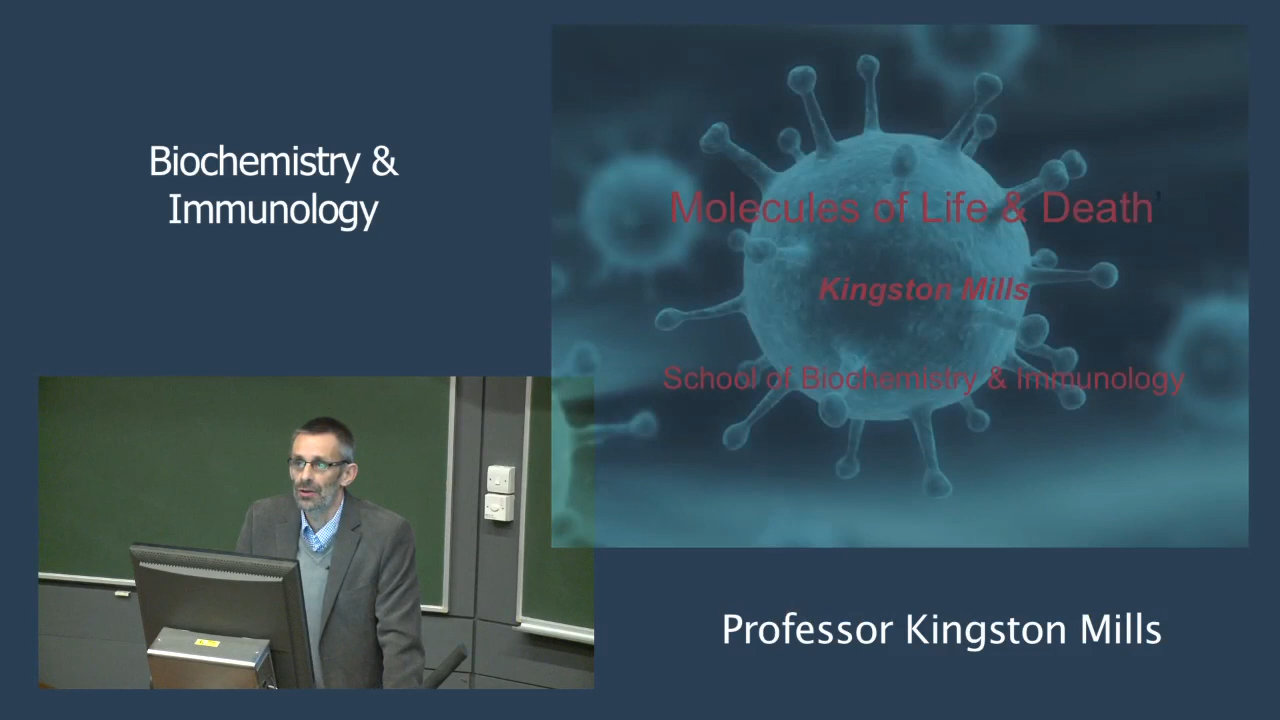 Biochemistry &
Immunology
Molecules of Life & Death'
Kingston Mills
School of Biochemistry & Immunology
Professor Kingston Mills